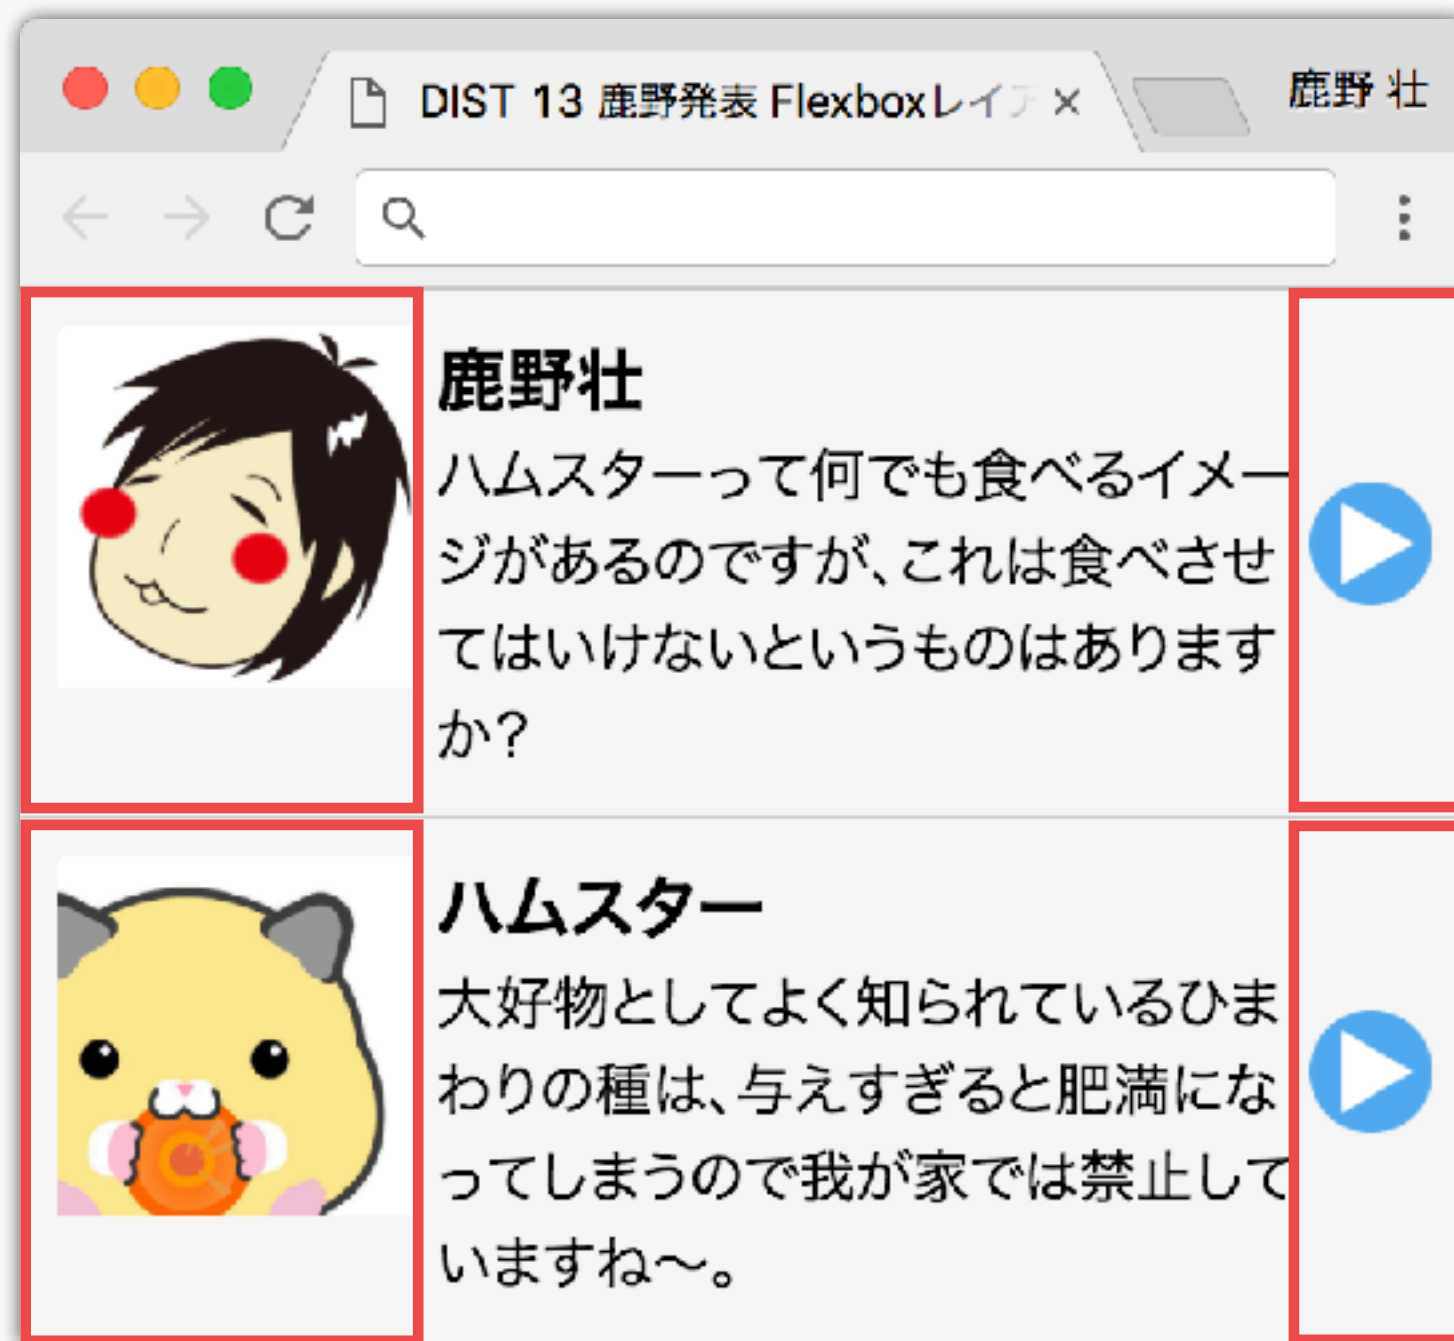 DIST 13 鹿野発表 Flexboxレイア
鹿野 壮
鹿野壮
ハムスターって何でも食べるイメー
ジがあるのですが、これは食べさせ
てはいけないというものはあります
か？
ハムスター
大好物としてよく知られているひま
わりの種は、与えすぎると肥満にな
ってしまうので我が家では禁止して
いますね〜。